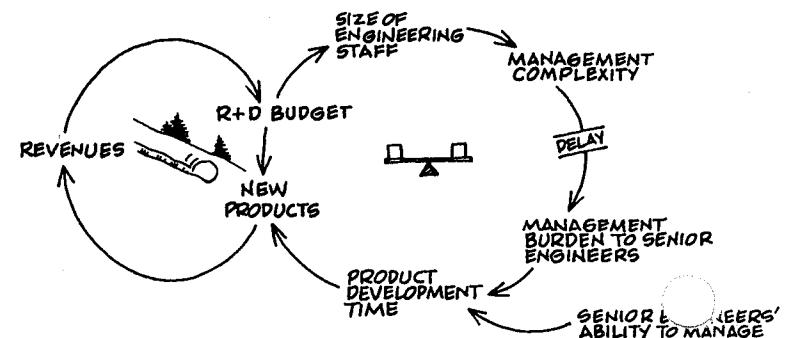 SIZE OF
ENGINEERING
STAFF
MANAGEMENT
COMPLEXITY
R+D BUDGET
REVENUES
DELAY
NEW
PRODUCTS
MANAGEMENT
BURDEN TO SENIOR
ENGINEERS
PRODUCT
DEVELOPMENT
TIME
SENIOR
ABILITY TO MANAGE